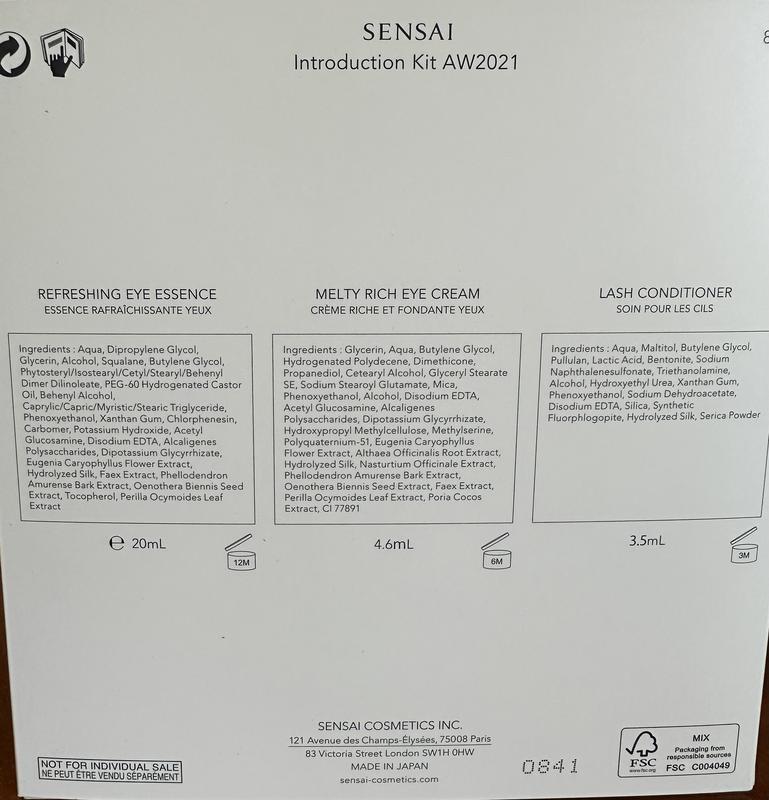 SENSAI
Introduction Kit AW2021
8
REFRESHING EYE ESSENCE
ESSENCE RAFRAÎCHISSANTE YEUX
Ingredients : Aqua, Dipropylene Glycol,
Glycerin, Alcohol, Squalane, Butylene Glycol,
Phytosteryl/Isostearyl/Cetyl/Stearyl/Behenyl
Dimer Dilinoleate, PEG-60 Hydrogenated Castor
Oil, Behenyl Alcohol,
Caprylic/Capric/Myristic/Stearic Triglyceride,
Phenoxyethanol, Xanthan Gum, Chlorphenesin,
Carbomer, Potassium Hydroxide, Acetyl
Glucosamine, Disodium EDTA, Alcaligenes
Polysaccharides, Dipotassium Glycyrrhizate,
Eugenia Caryophyllus Flower Extract,
Hydrolyzed Silk, Faex Extract, Phellodendron
Amurense Bark Extract, Oenothera Biennis Seed
Extract, Tocopherol, Perilla Ocymoides Leaf
Extract
℮ 20mL
12M
MELTY RICH EYE CREAM
CRÈME RICHE ET FONDANTE YEUX
Ingredients : Glycerin, Aqua, Butylene Glycol,
Hydrogenated Polydecene, Dimethicone,
Propanediol, Cetearyl Alcohol, Glyceryl Stearate
SE, Sodium Stearoyl Glutamate, Mica,
Phenoxyethanol, Alcohol, Disodium EDTA,
Acetyl Glucosamine, Alcaligenes
Polysaccharides, Dipotassium Glycyrrhizate,
Hydroxypropyl Methylcellulose, Methylserine,
Polyquaternium-51, Eugenia Caryophyllus
Flower Extract, Althaea Officinalis Root Extract,
Hydrolyzed Silk, Nasturtium Officinale Extract,
Phellodendron Amurense Bark Extract,
Oenothera Biennis Seed Extract, Faex Extract,
Perilla Ocymoides Leaf Extract, Poria Cocos
Extract, CI 77891
4.6mL
6M
LASH CONDITIONER
SOIN POUR LES CILS
Ingredients : Aqua, Maltitol, Butylene Glycol,
Pullulan, Lactic Acid, Bentonite, Sodium
Naphthalenesulfonate, Triethanolamine,
Alcohol, Hydroxyethyl Urea, Xanthan Gum,
Phenoxyethanol, Sodium Dehydroacetate,
Disodium EDTA, Silica, Synthetic
Fluorphlogopite, Hydrolyzed Silk, Serica Powder
3.5mL
3M
SENSAI COSMETICS INC.
121 Avenue des Champs-Élysées, 75008 Paris
83 Victoria Street London SW1H 0HW
MADE IN JAPAN
sensai-cosmetics.com
NOT FOR INDIVIDUAL SALE
NE PEUT ÊTRE VENDU SÉPARÉMENT
0841
FSC
www.fsc.org
MIX
Packaging from
responsible sources
FSC C004049